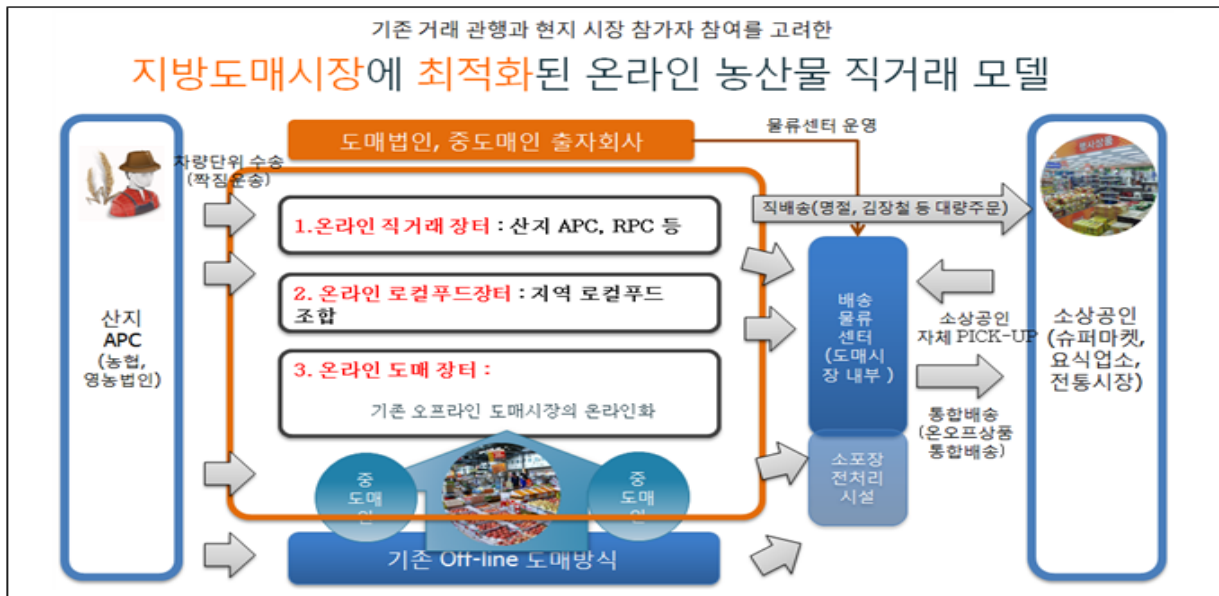 기존 거래 관행과 현지 시장 참가자 참여를 고려한
지방도매시장에 최적화된 온라인 농산물 직거래 모델
산지
APC
(농협,
영농법인)
차량단위 수송
(짝짐운송)
도매법인, 중도매인 출자회사
1.온라인 직거래 장터 : 산지 APC, RPC 등
2. 온라인 로컬푸드장터 : 지역 로컬푸드
조합
3. 온라인 도매 장터 :
기존 오프라인 도매시장의 온라인화
중
도매
인
중
도매
인
기존 Off-line 도매방식
물류센터 운영
직배송(명절, 김장철 등 대량주문)
배송
물류
센터
(도매시
장 내부 )
소포장
전처리
시설
소상공인
자체 PICK-UP
통합배송
(온오프상품
통합배송)
소상공인
(슈퍼마켓,
요식업소,
전통시장)